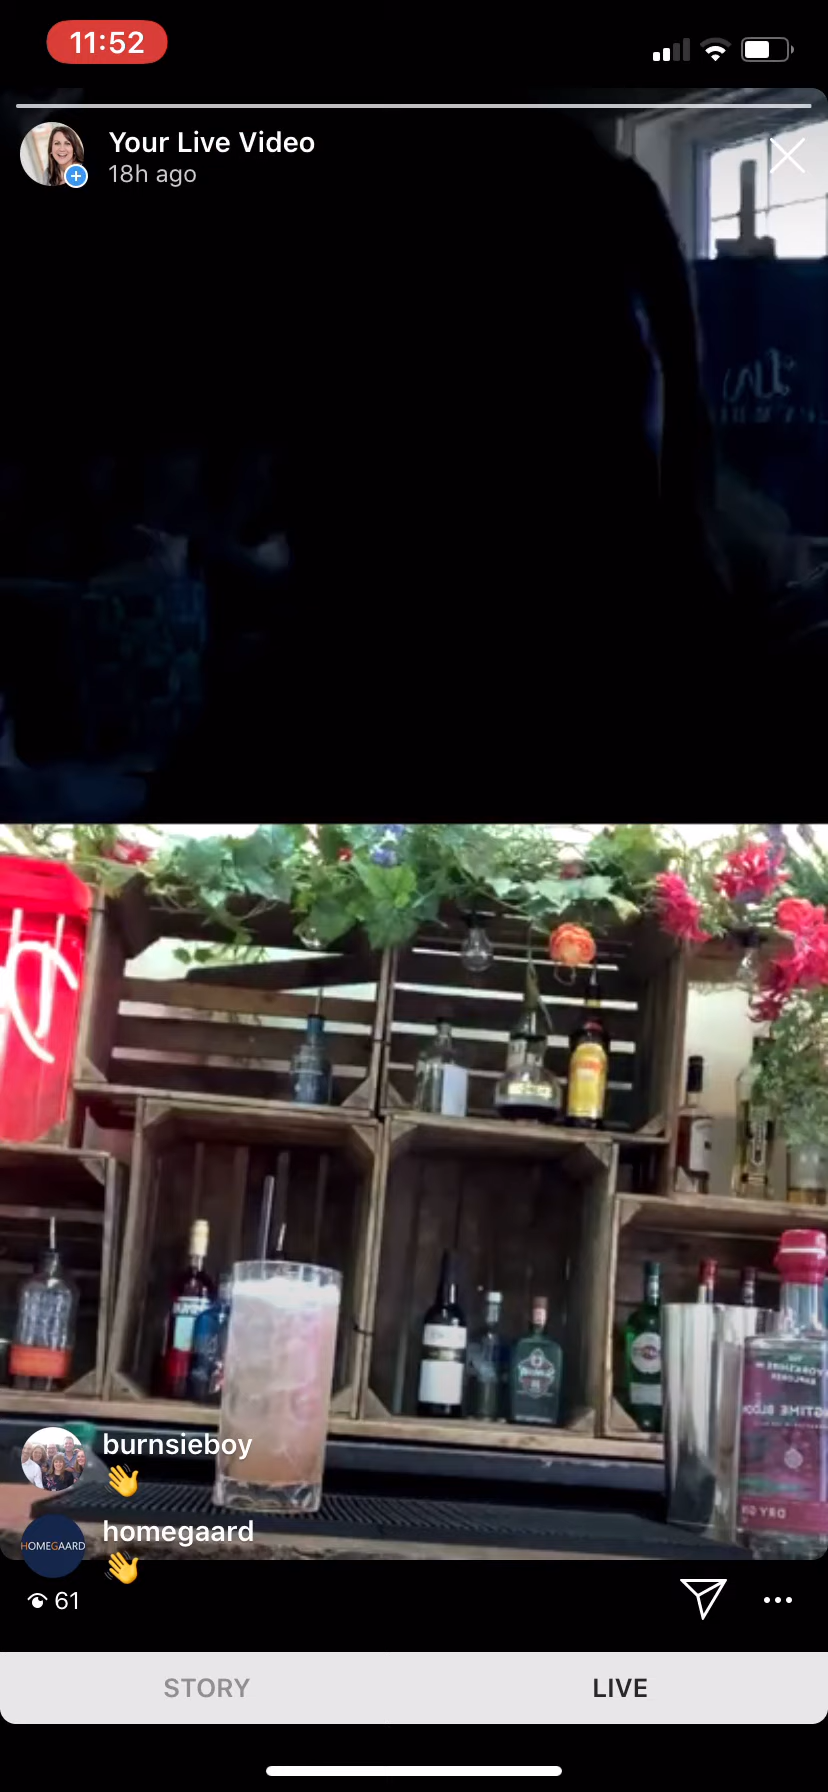 11:52
Your Live Video
18h ago
burnsieboy
👋
homegaard
👋
HOMEGAARD
61
STORY
LIVE